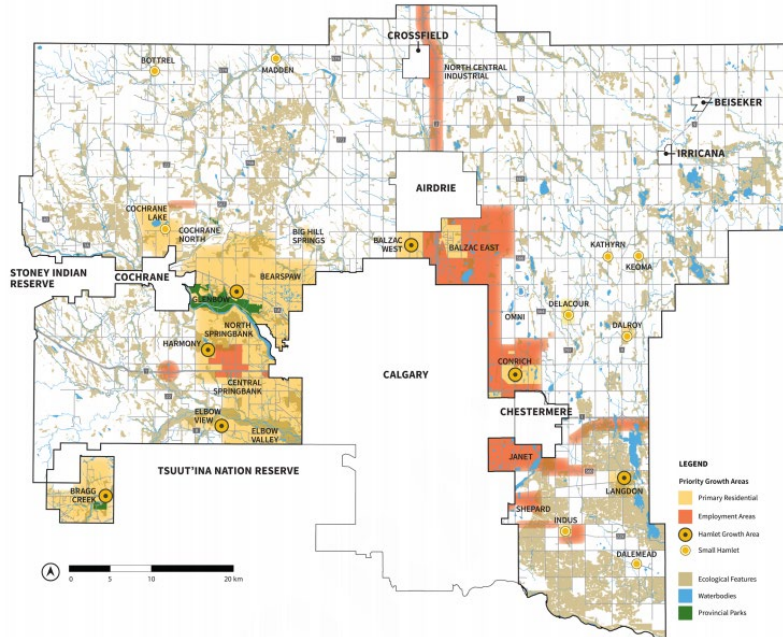 CROSSFIELD
BOTTREL
MADDEN
NORTH CENTRAL
INDUSTRIAL
BEISEKER
IRRICANA
AIRDRIE
COCHRANE
LAKE
COCHRANE
NORTH
BIG HILL
SPRINGS
BALZAC
WEST
BALZAC EAST
KATHYRN
KEOMA
STONEY INDIAN
RESERVE
COCHRANE
BEARSPAW
GLENBOW
DELACOUR
OMNI
NORTH
SPRINGBANK
DALROY
HARMONY
CONRICH
CALGARY
CENTRAL
SPRINGBANK
CHESTERMERE
ELBOW
VIEW
ELBOW
VALLEY
JANET
TSUUT'INA NATION RESERVE
BRAGG
CREEK
LANGDON
SHEPARD
INDUS
DALEMEAD
LEGEND
Priority Growth Areas
Primary Residential
Employment Areas
Hamlet Growth Area
Small Hamlet
Ecological Features
Waterbodies
Provincial Parks
0 5 10 20 km